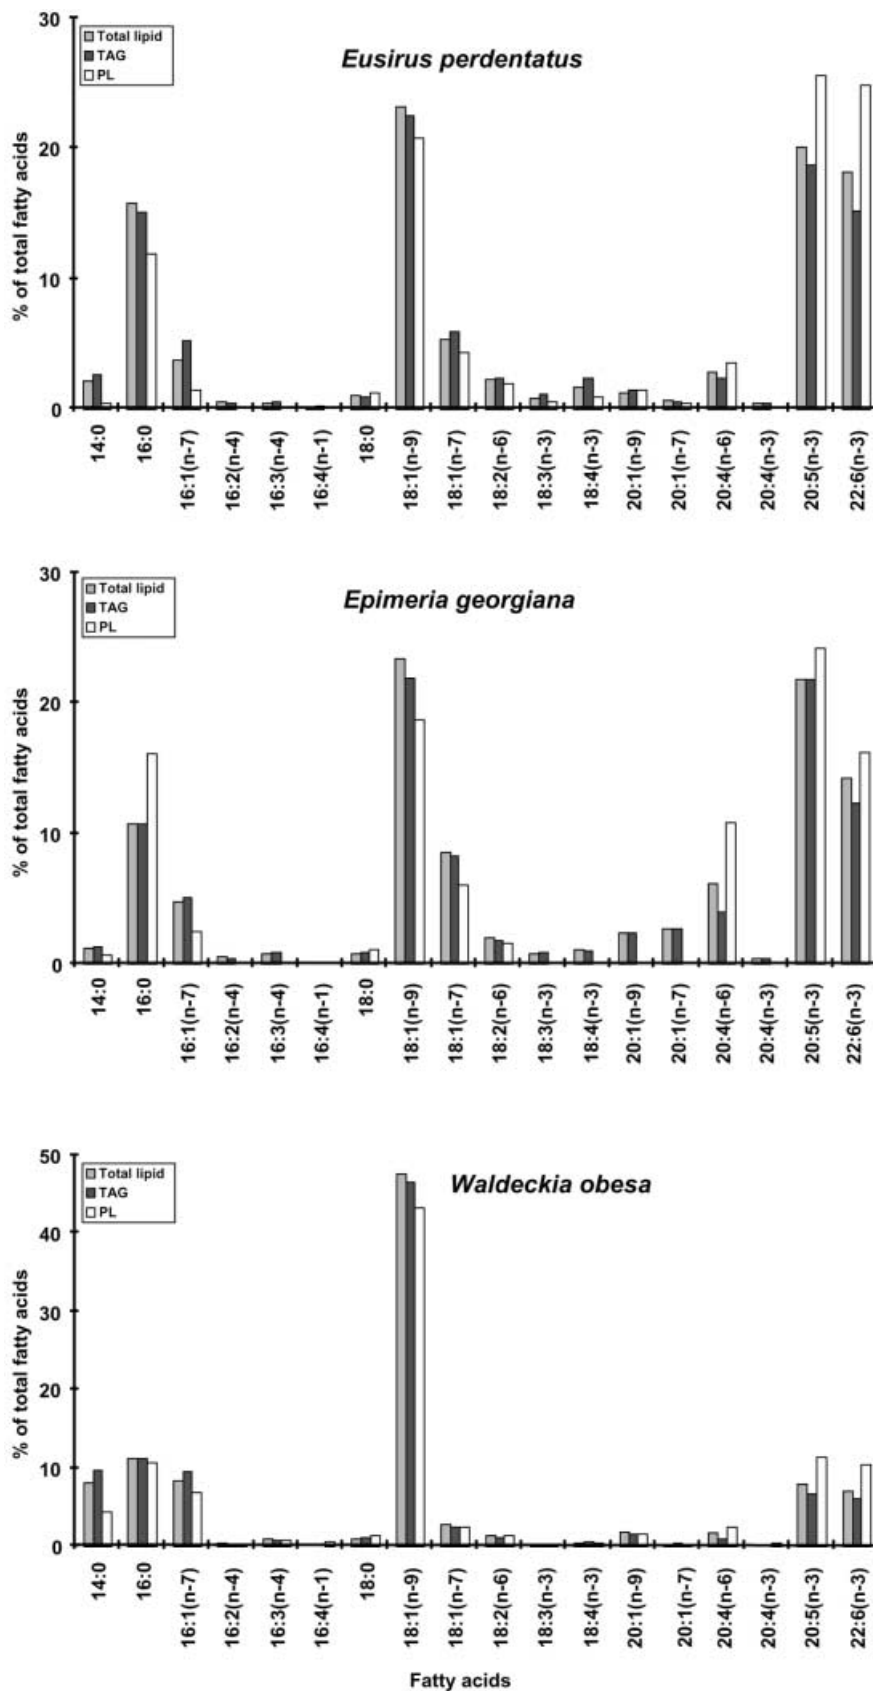 30
Total lipid
TAG
PL
Eusirus perdentatus
20
10
0
% of total fatty acids
14:0
16:0
16:1(n-7)
16:2(n-4)
16:3(n-4)
16:4(n-1)
18:0
18:1(n-9)
18:1(n-7)
18:2(n-6)
18:3(n-3)
18:4(n-3)
20:1(n-9)
20:1(n-7)
20:4(n-6)
20:4(n-3)
20:5(n-3)
22:6(n-3)
30
Total lipid
TAG
PL
Epimeria georgiana
20
10
0
% of total fatty acids
14:0
16:0
16:1(n-7)
16:2(n-4)
16:3(n-4)
16:4(n-1)
18:0
18:1(n-9)
18:1(n-7)
18:2(n-6)
18:3(n-3)
18:4(n-3)
20:1(n-9)
20:1(n-7)
20:4(n-6)
20:4(n-3)
20:5(n-3)
22:6(n-3)
50
Total lipid
TAG
PL
Waldeckia obesa
40
30
20
10
0
% of total fatty acids
14:0
16:0
16:1(n-7)
16:2(n-4)
16:3(n-4)
16:4(n-1)
18:0
18:1(n-9)
18:1(n-7)
18:2(n-6)
18:3(n-3)
18:4(n-3)
20:1(n-9)
20:1(n-7)
20:4(n-6)
20:4(n-3)
20:5(n-3)
22:6(n-3)
Fatty acids